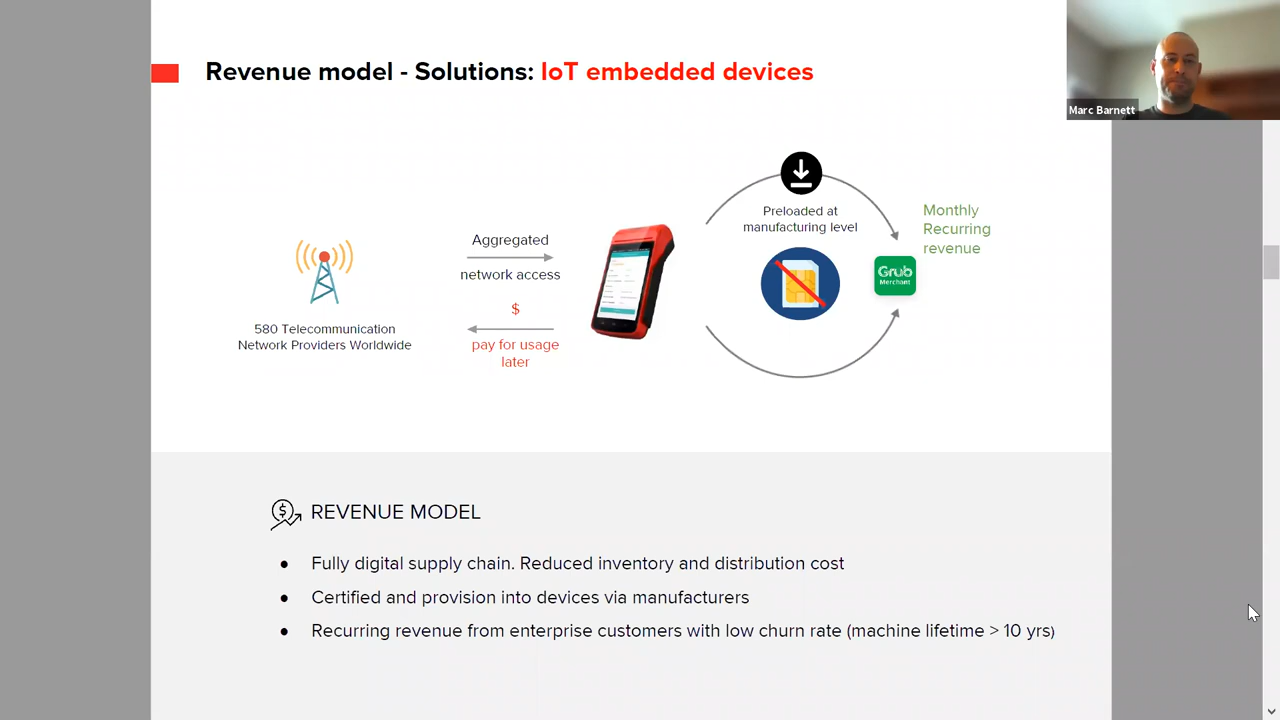 Revenue model - Solutions: IoT embedded devices
Marc Barnett
Preloaded at
manufacturing level
Monthly
Recurring
revenue
Aggregated
network access
$
pay for usage
later
Grub
Merchant
580 Telecommunication
Network Providers Worldwide
REVENUE MODEL
● Fully digital supply chain. Reduced inventory and distribution cost
● Certified and provision into devices via manufacturers
● Recurring revenue from enterprise customers with low churn rate (machine lifetime > 10 yrs)